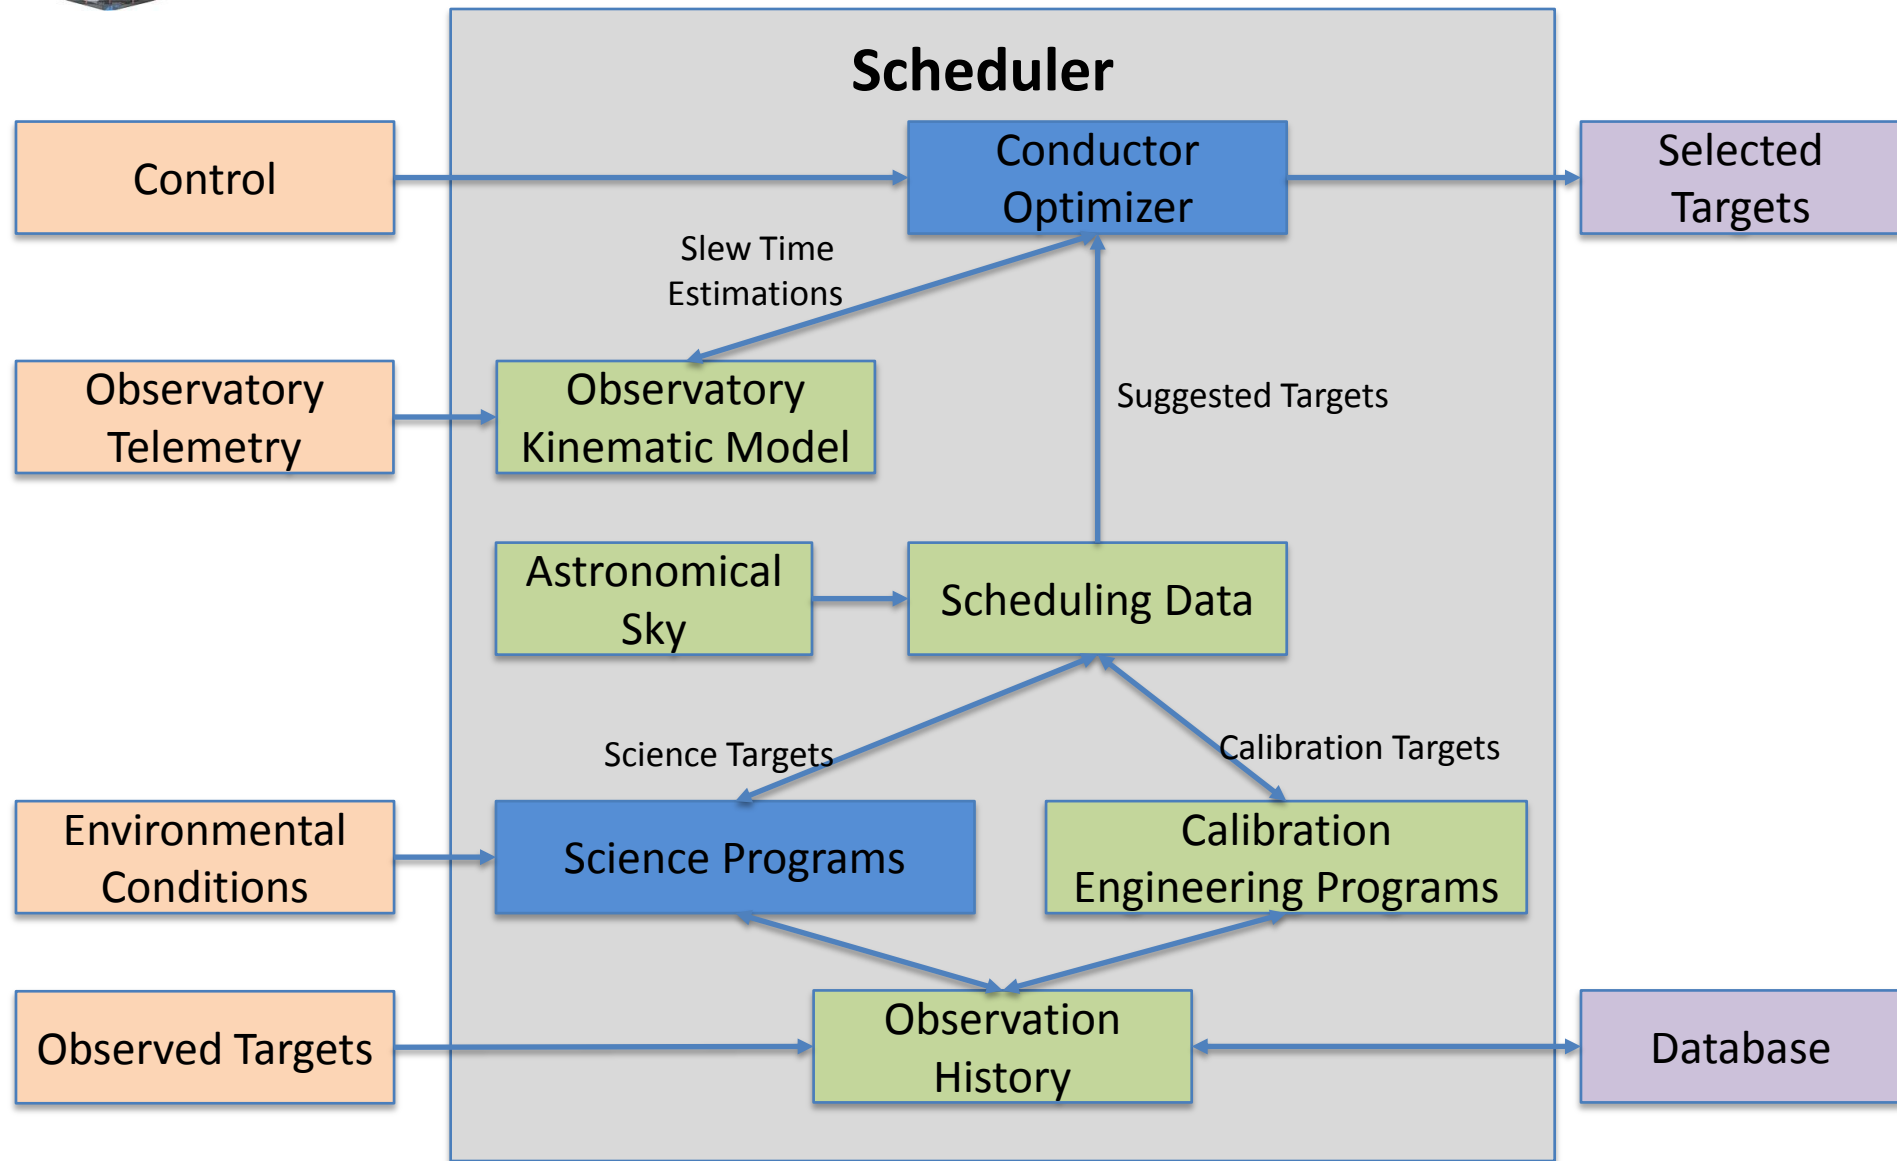 Scheduler
Control
Conductor
Optimizer
Selected
Targets
Slew Time
Estimations
Observatory
Telemetry
Observatory
Kinematic Model
Suggested Targets
Astronomical
Sky
Scheduling Data
Science Targets
Calibration Targets
Environmental
Conditions
Science Programs
Calibration
Engineering Programs
Observed Targets
Observation
History
Database